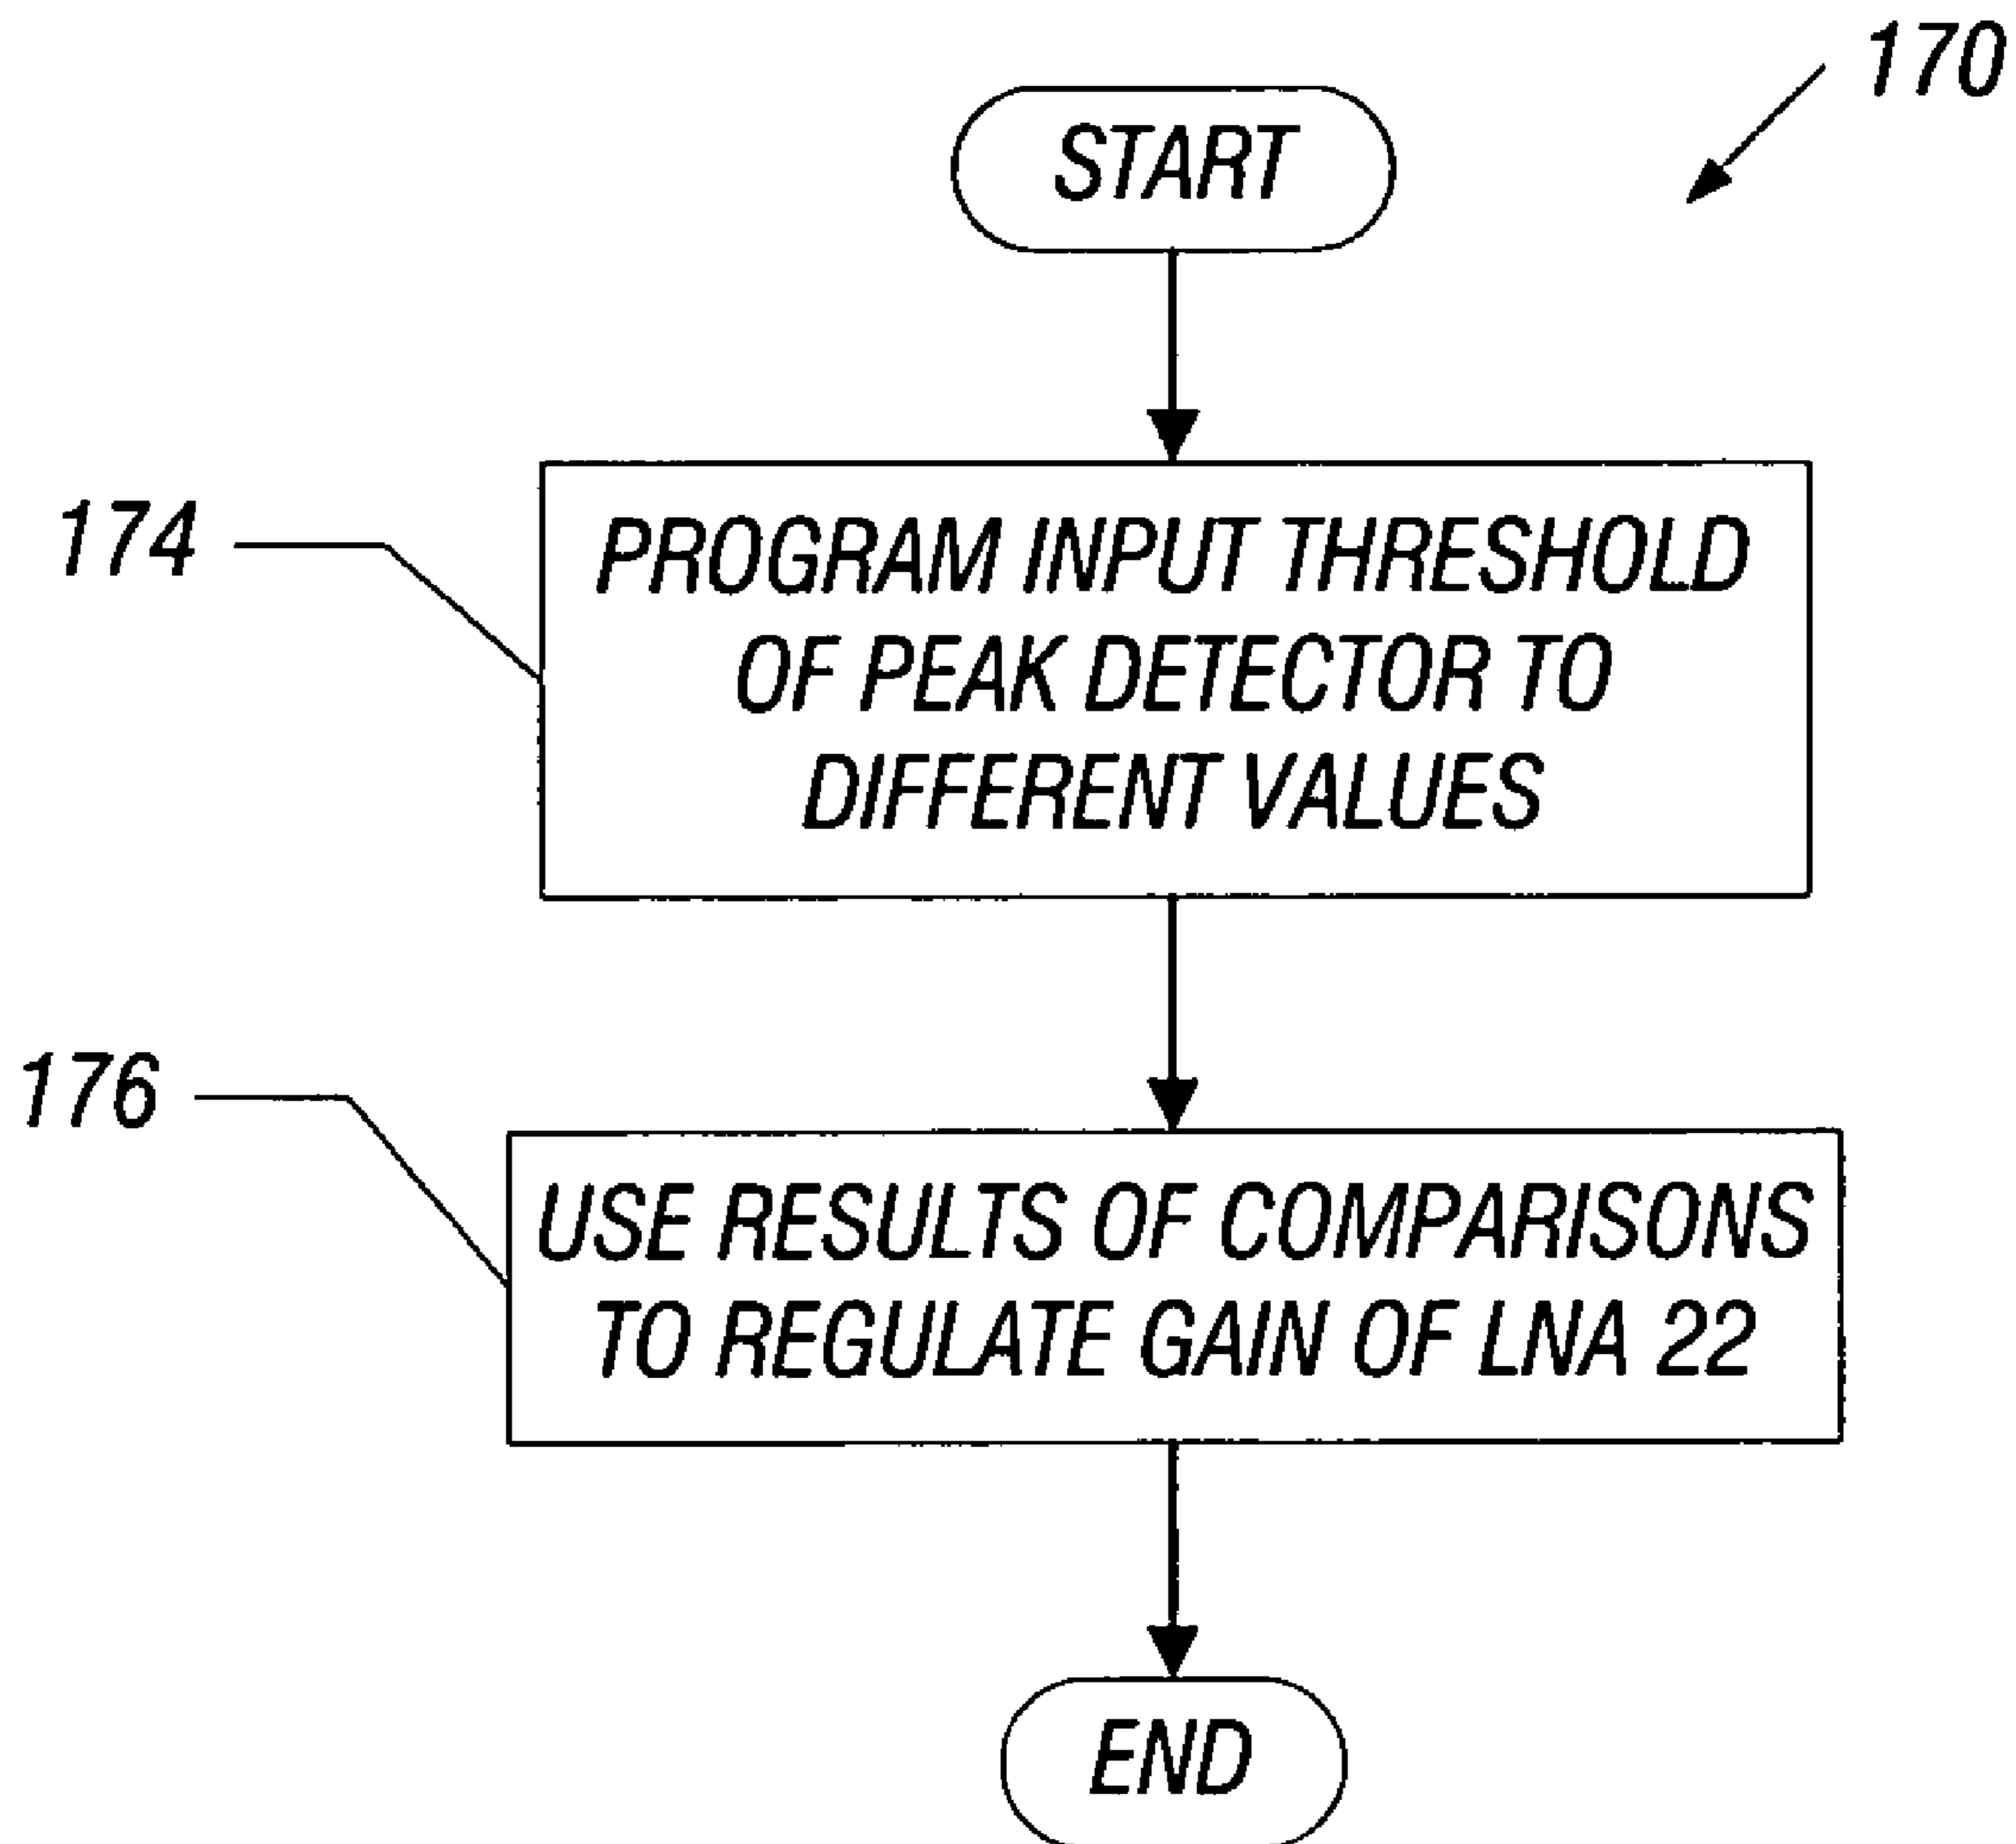 170
START
174
PROGRAM INPUT THRESHOLD
OF PEAK DETECTOR TO
DIFFERENT VALUES
176
USE RESULTS OF COMPARISONS
TO REGULATE GAIN OF LNA 22
END